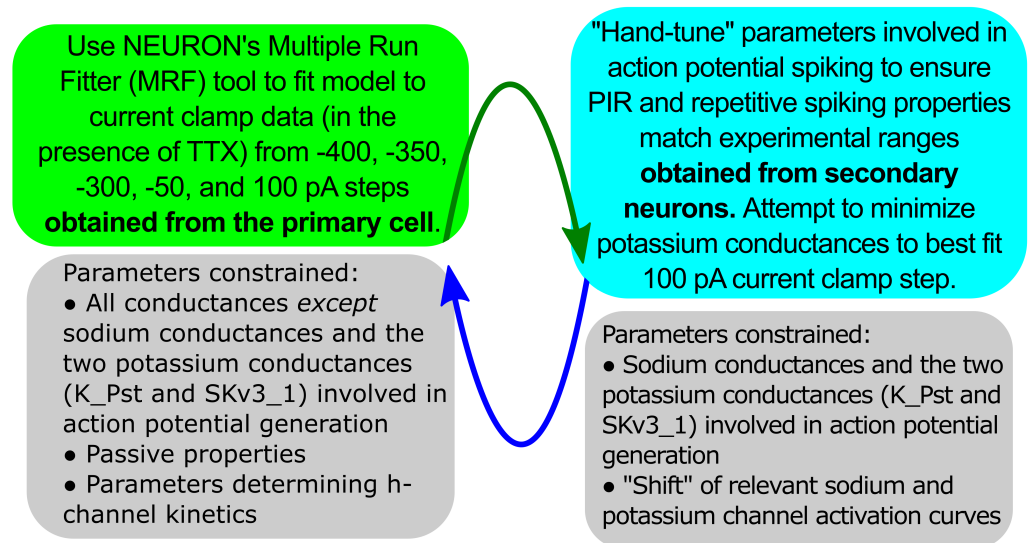 Use NEURON's Multiple Run
Fitter (MRF) tool to fit model to
current clamp data (in the
presence of TTX) from -400, -350,
-300, -50, and 100 pA steps
obtained from the primary cell.
Parameters constrained:
● All conductances except
sodium conductances and the
two potassium conductances
(K_Pst and SKv3_1) involved in
action potential generation
● Passive properties
● Parameters determining h-
channel kinetics
"Hand-tune" parameters involved in
action potential spiking to ensure
PIR and repetitive spiking properties
match experimental ranges
obtained from secondary
neurons. Attempt to minimize
potassium conductances to best fit
100 pA current clamp step.
Parameters constrained:
● Sodium conductances and the two
potassium conductances (K_Pst and
SKv3_1) involved in action potential
generation
● "Shift" of relevant sodium and
potassium channel activation curves